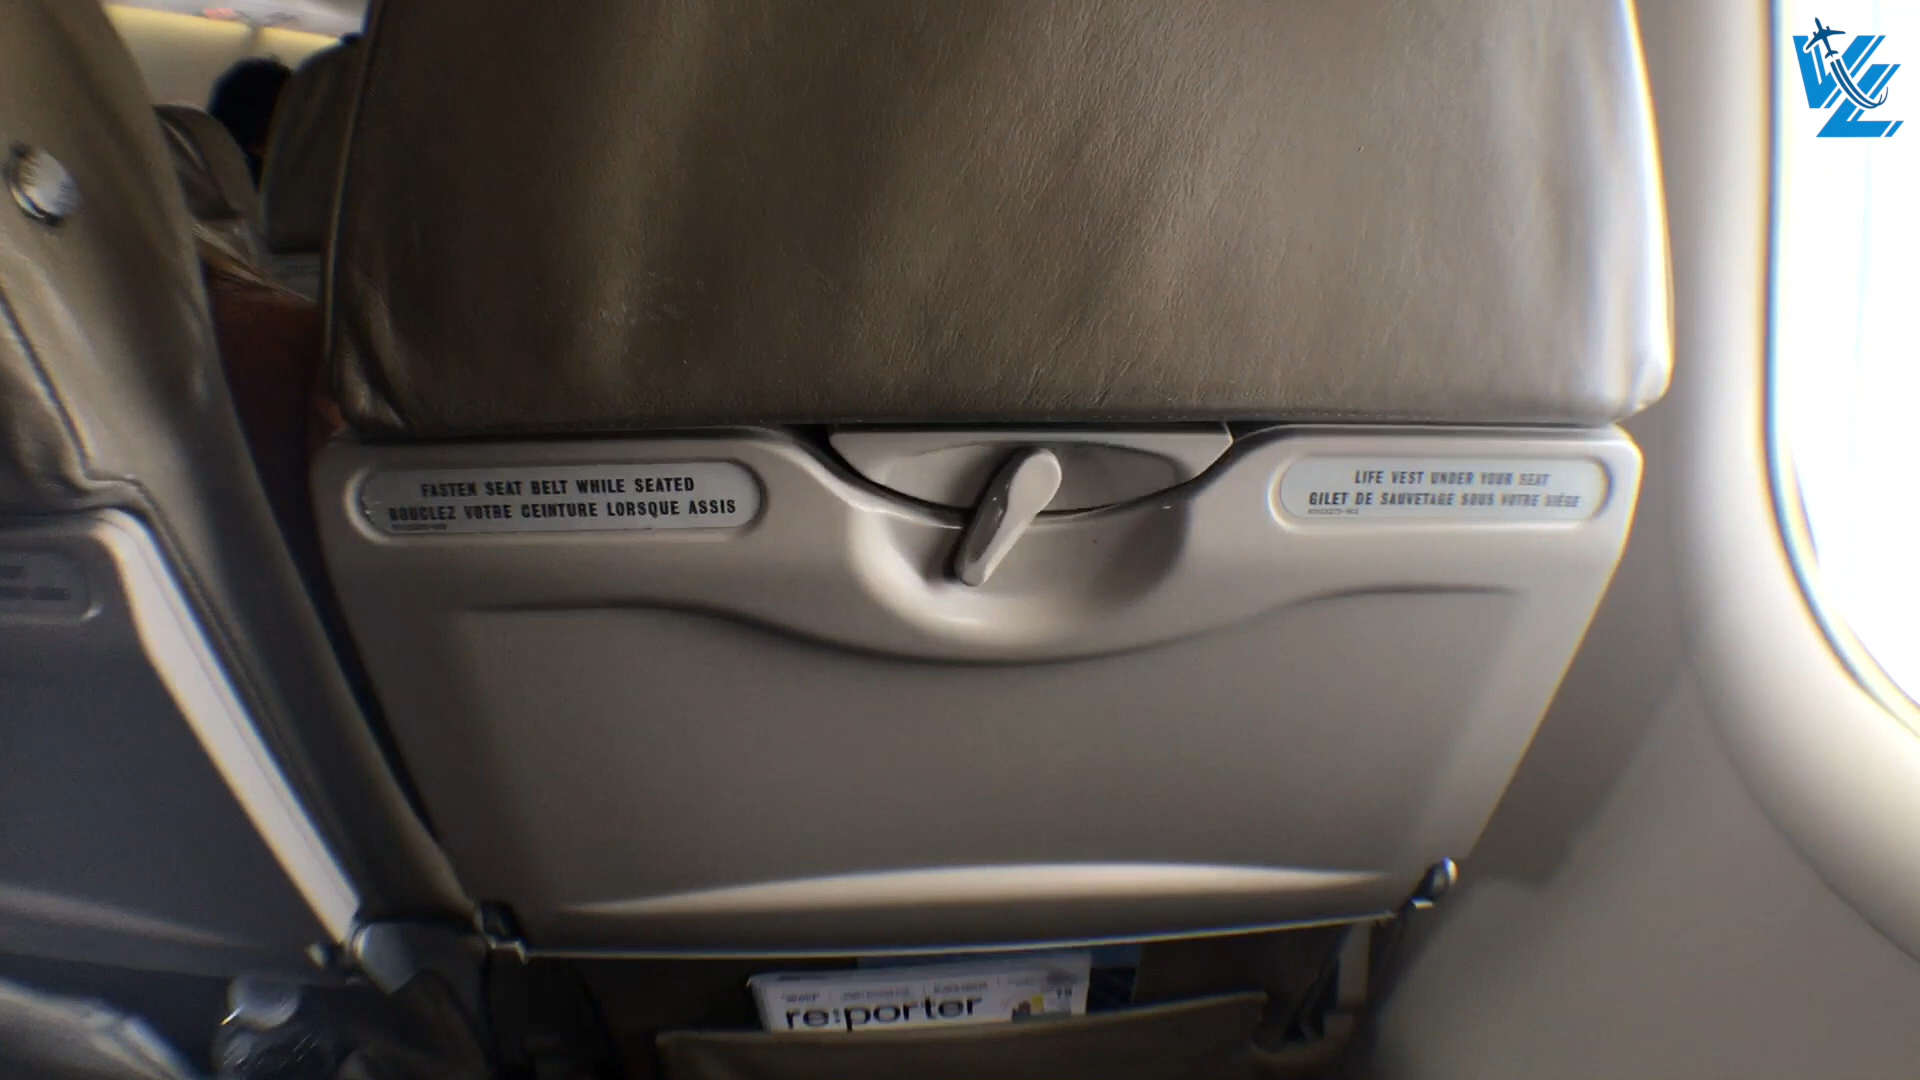 FASTEN SEAT BELT WHILE SEATED
BOUCLEZ VOTRE CEINTURE LORSQUE ASSIS
LIFE VEST UNDER YOUR SEAT
GILET DE SAUVETAGE SOUS VOTRE SIÈGE
re:porter